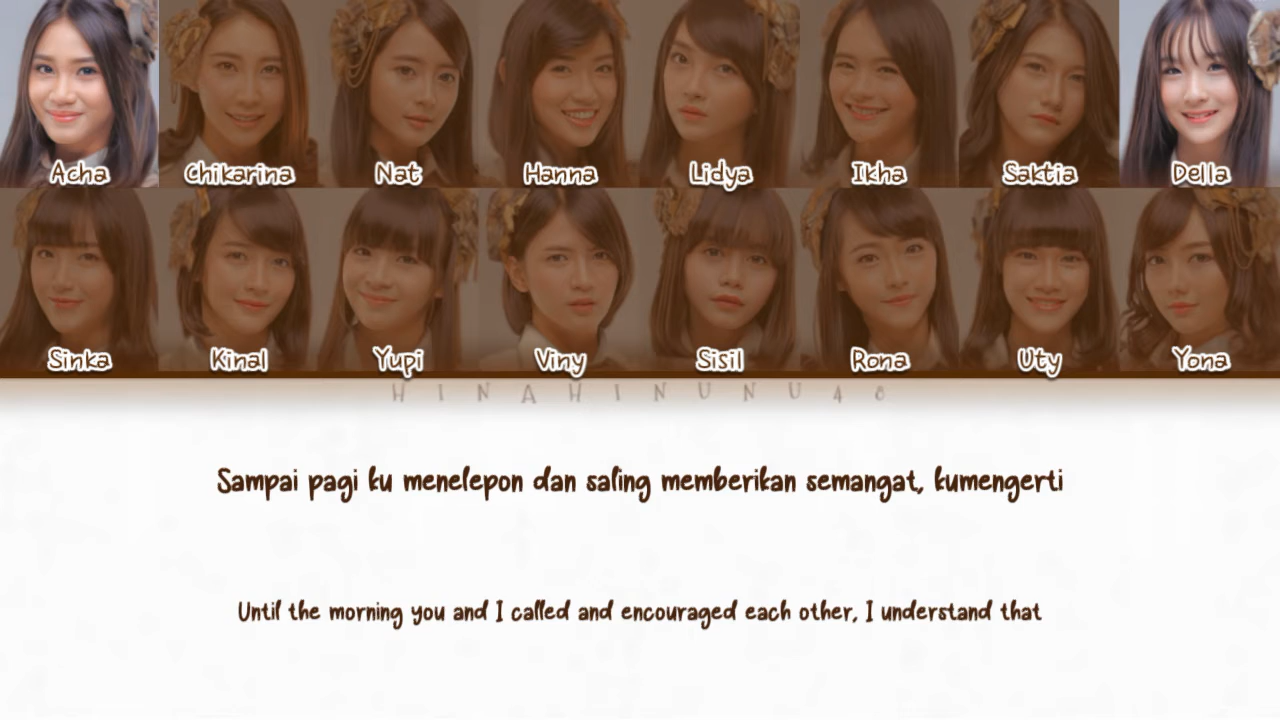 Acha Chikarina Nat Hanna Lidya Ikha Saktia Della
Sinka Kinal Yupi Viny Sisil Rona Uty Yona
HINAHINUNU48
Sampai pagi ku menelepon dan saling memberikan semangat, kumengerti
Until the morning you and I called and encouraged each other, I understand that